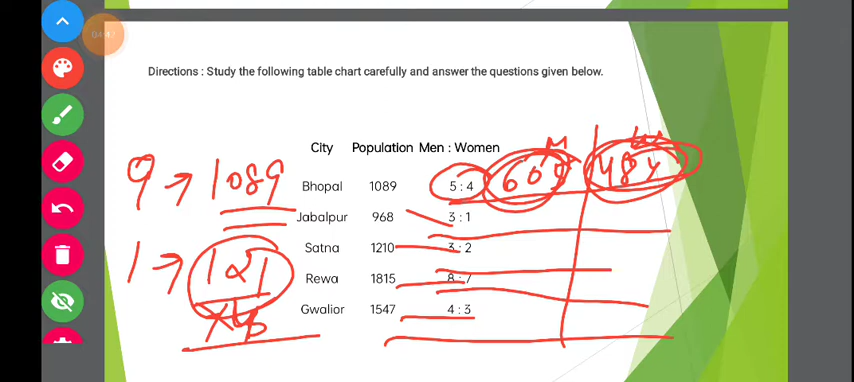 Directions : Study the following table chart carefully and answer the questions given below.
City Population Men : Women M W
Bhopal 1089 5 : 4 605 484
Jabalpur 968 3 : 1
Satna 1210 3 : 2
Rewa 1815 8 : 7
Gwalior 1547 4 : 3
9 → 1089
1 → 121